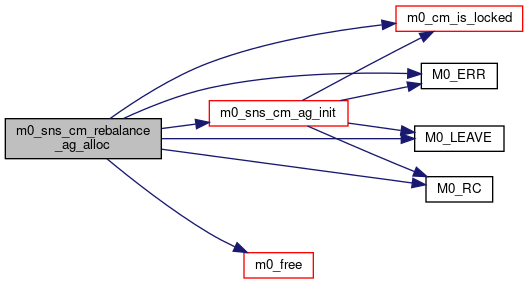 m0_sns_cm_rebalance
_ag_alloc
m0_cm_is_locked
M0_ERR
m0_sns_cm_ag_init
M0_LEAVE
M0_RC
m0_free